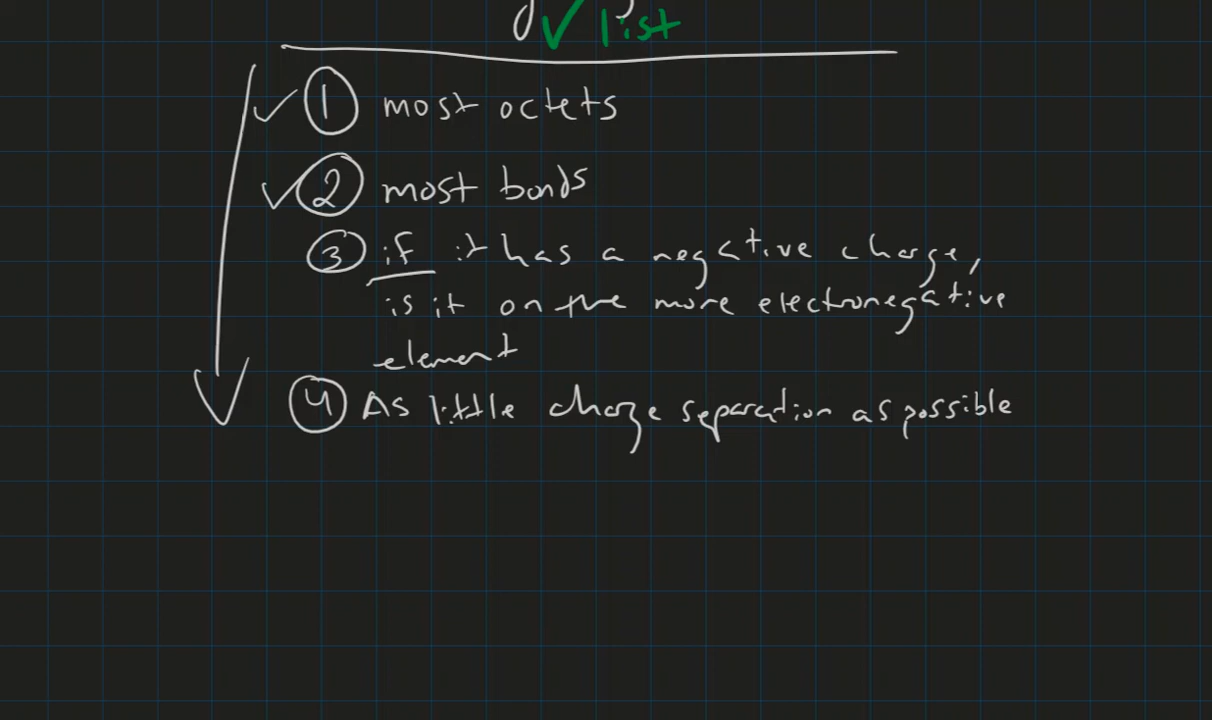 ✓ list
✓ ① most octets
✓ ② most bonds
③ if it has a negative charge,
is it on the more electronegative
element
④ As little charge separation as possible